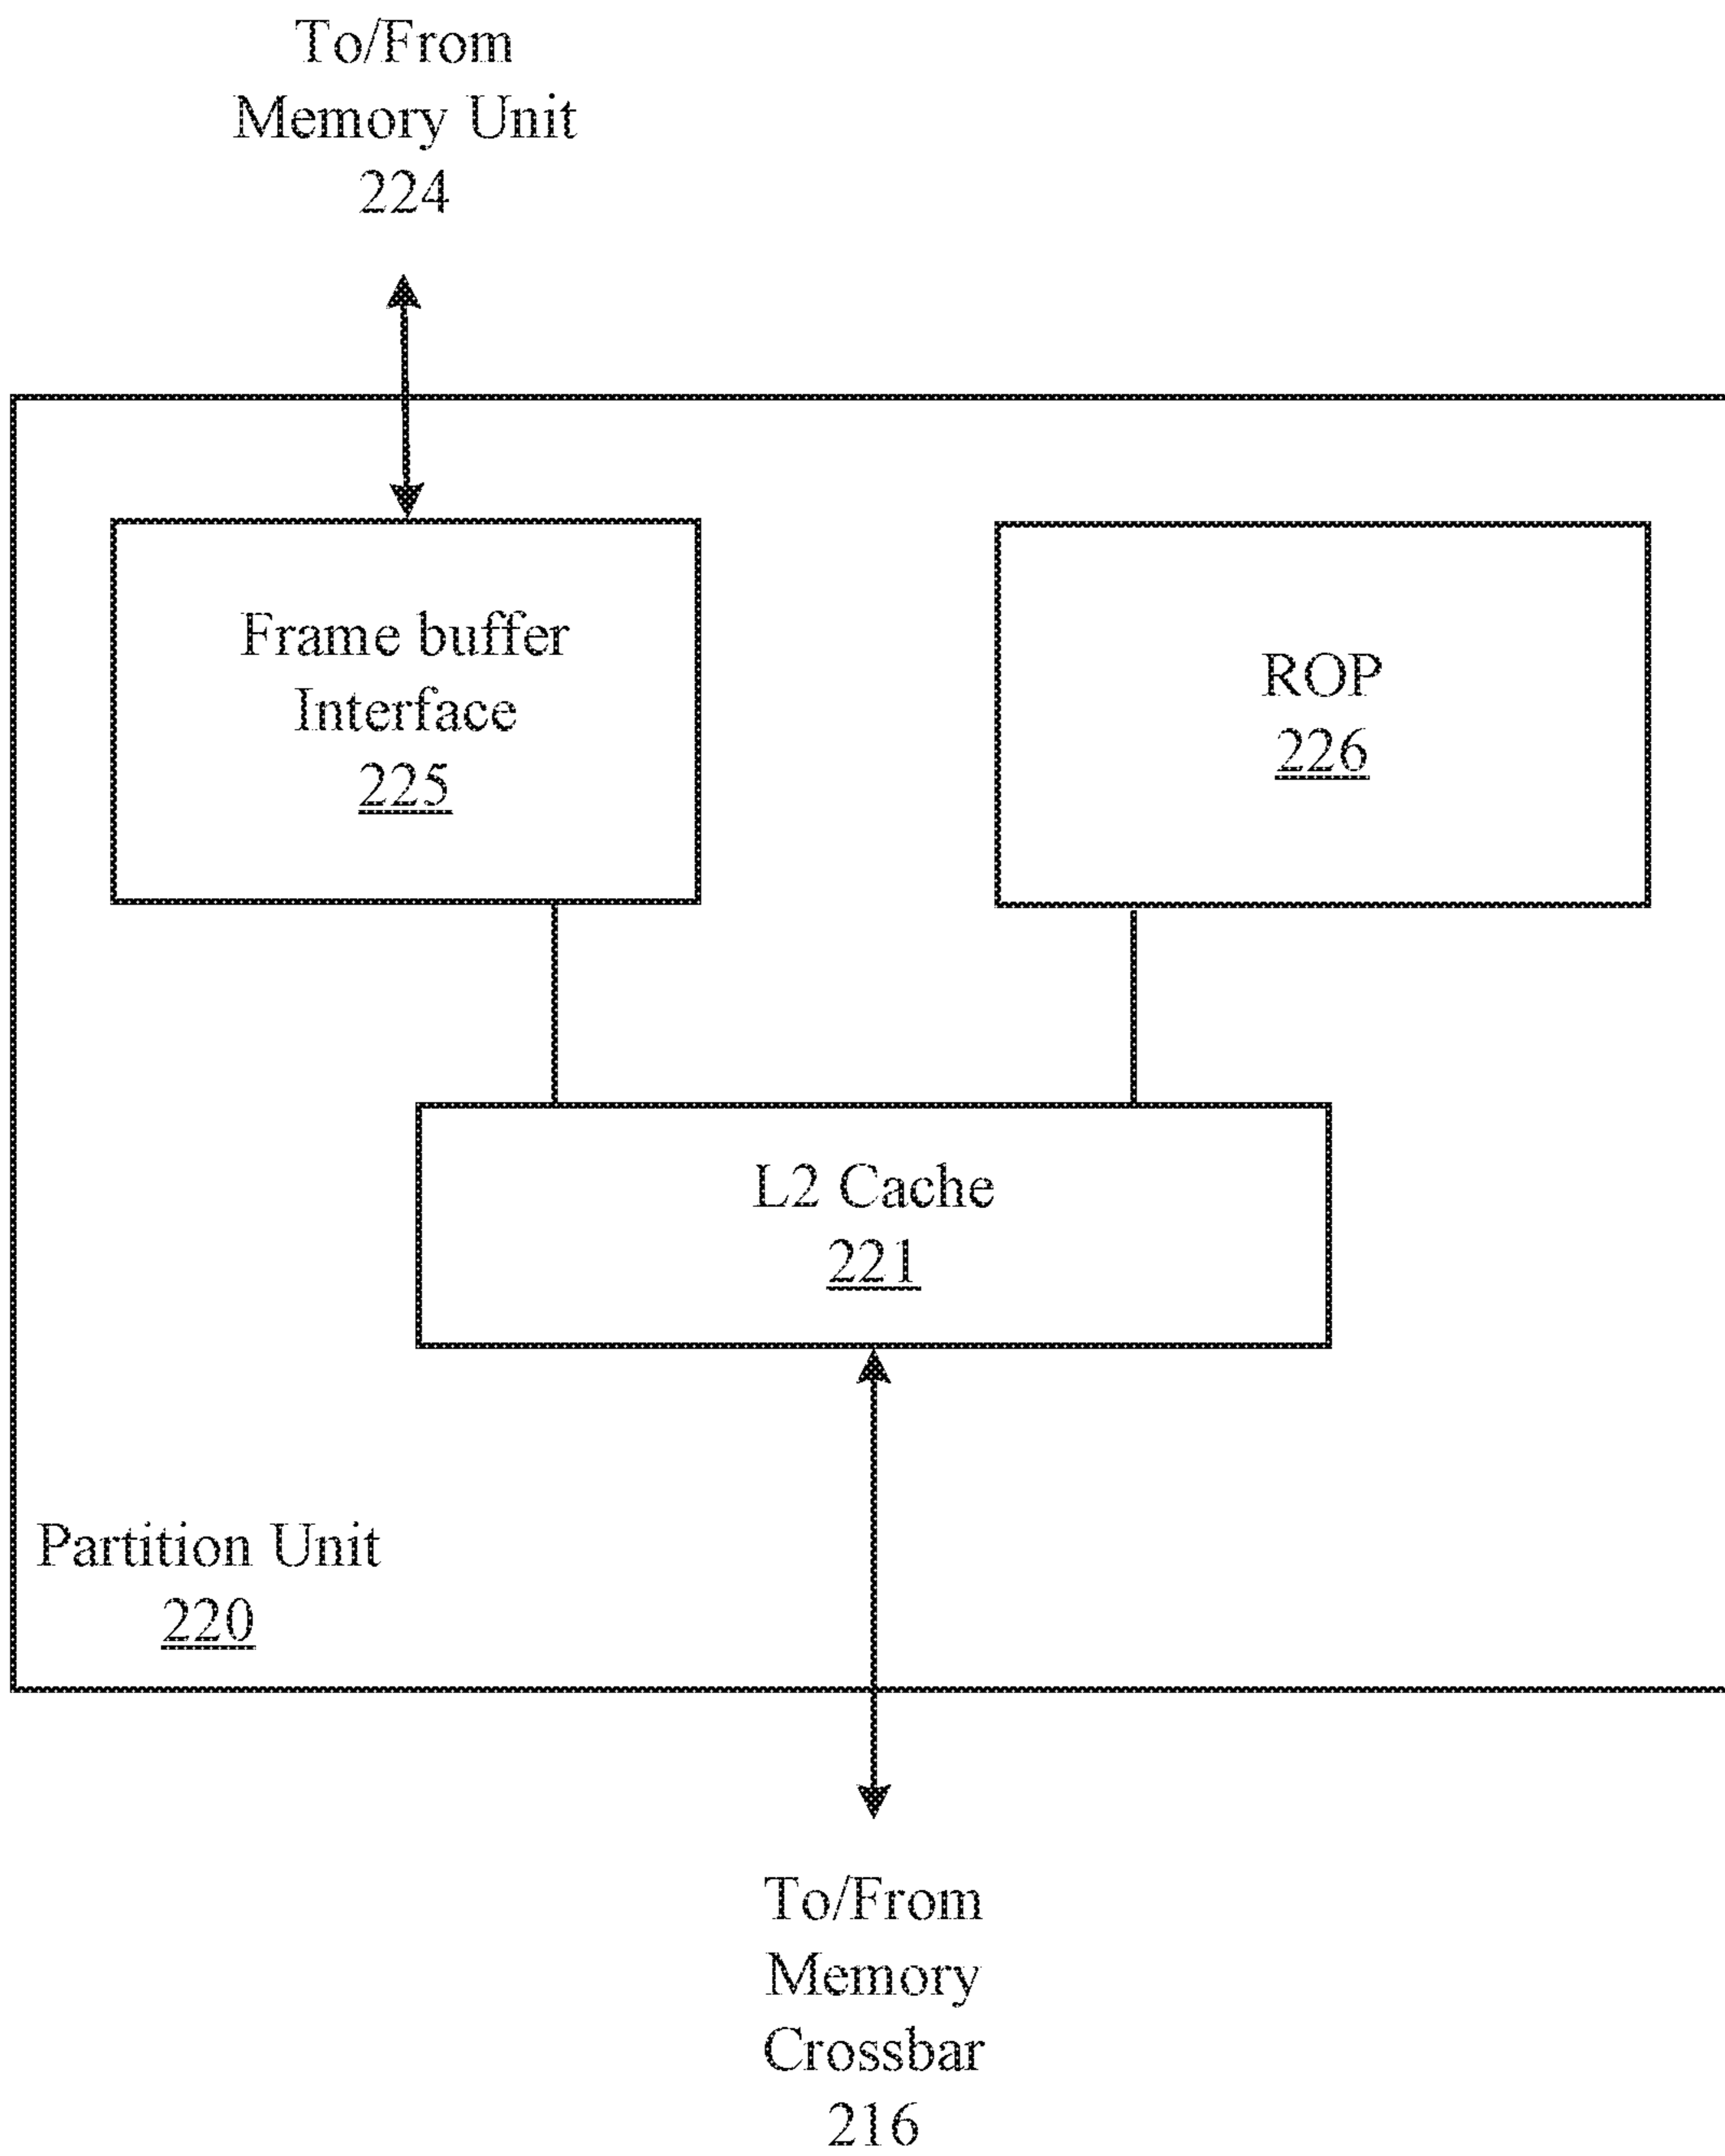 To/From
Memory Unit
224
Frame buffer
Interface
225
ROP
226
L2 Cache
221
Partition Unit
220
To/From
Memory
Crossbar
216